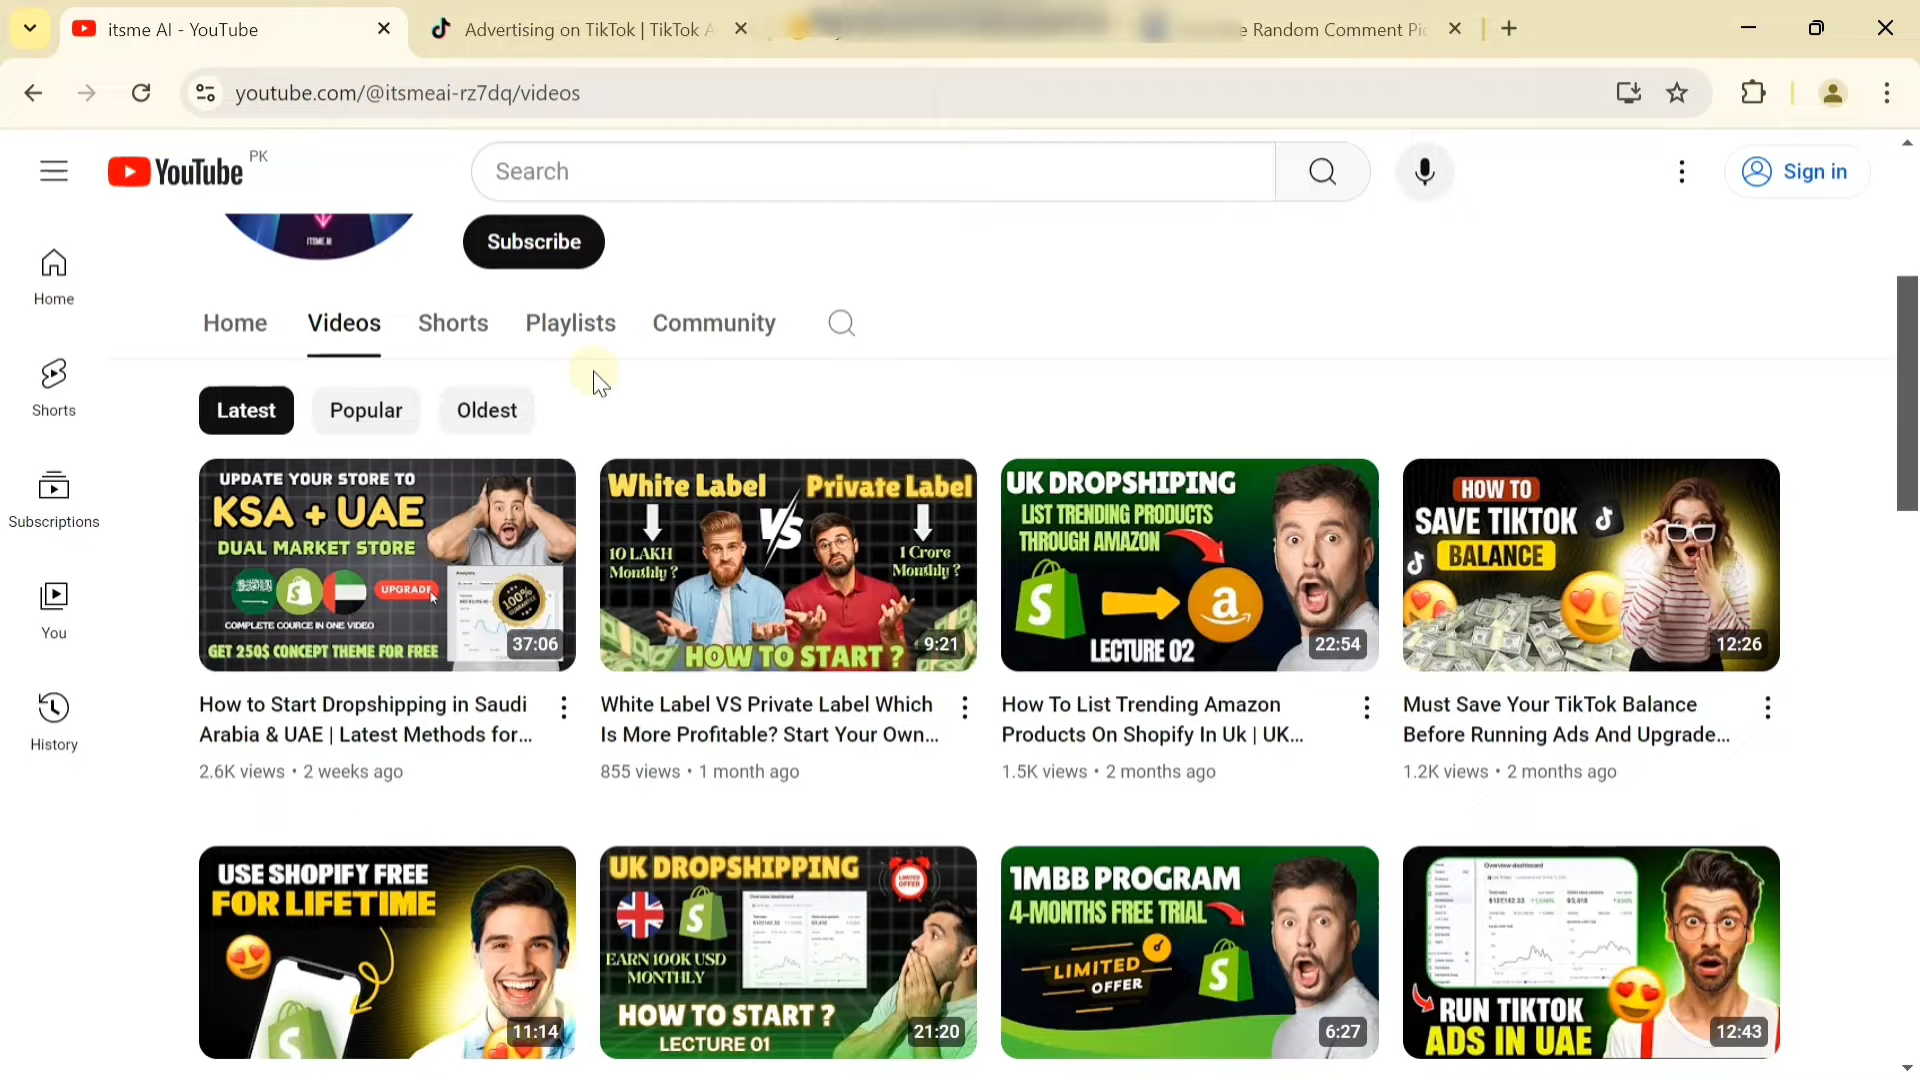 itsme AI - YouTube
Advertising on TikTok | TikTok A
e Random Comment Pic
youtube.com/@itsmeai-rz7dq/videos
YouTube PK
Search
Sign in
ITSME AI
Subscribe
Home
Shorts
Subscriptions
You
History
Home Videos Shorts Playlists Community
Latest Popular Oldest
UPDATE YOUR STORE TO
KSA + UAE
DUAL MARKET STORE
UPGRADE
100%
COMPLETE COURCE IN ONE VIDEO
GET 250$ CONCEPT THEME FOR FREE
37:06
How to Start Dropshipping in Saudi
Arabia & UAE | Latest Methods for...
2.6K views • 2 weeks ago
White Label
Private Label
VS
10 LAKH
Monthly ?
1 Crore
Monthly ?
HOW TO START ?
9:21
White Label VS Private Label Which
Is More Profitable? Start Your Own...
855 views • 1 month ago
UK DROPSHIPING
LIST TRENDING PRODUCTS
THROUGH AMAZON
LECTURE 02
22:54
How To List Trending Amazon
Products On Shopify In Uk | UK...
1.5K views • 2 months ago
HOW TO
SAVE TIKTOK
BALANCE
12:26
Must Save Your TikTok Balance
Before Running Ads And Upgrade...
1.2K views • 2 months ago
USE SHOPIFY FREE
FOR LIFETIME
11:14
UK DROPSHIPPING
LIMITED
OFFER
Overview dashboard
EARN 100K USD
MONTHLY
HOW TO START ?
LECTURE 01
21:20
1MBB PROGRAM
4-MONTHS FREE TRIAL
LIMITED
OFFER
6:27
Overview dashboard
RUN TIKTOK
ADS IN UAE
12:43